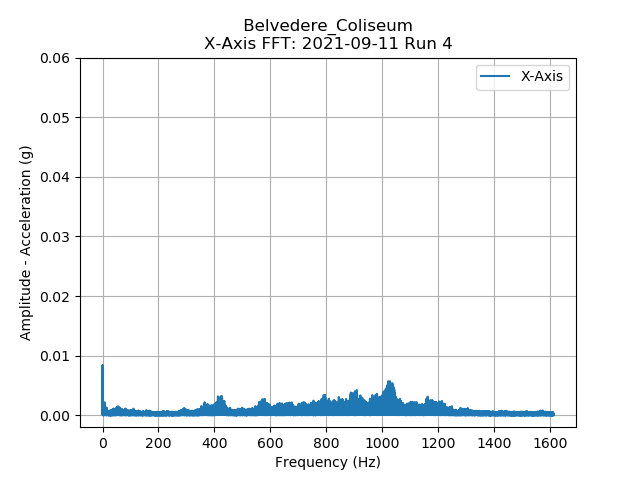 Belvedere_Coliseum
X-Axis FFT: 2021-09-11 Run 4
X-Axis
0.06
0.05
0.04
0.03
0.02
0.01
0.00
Amplitude - Acceleration (g)
0 200 400 600 800 1000 1200 1400 1600
Frequency (Hz)